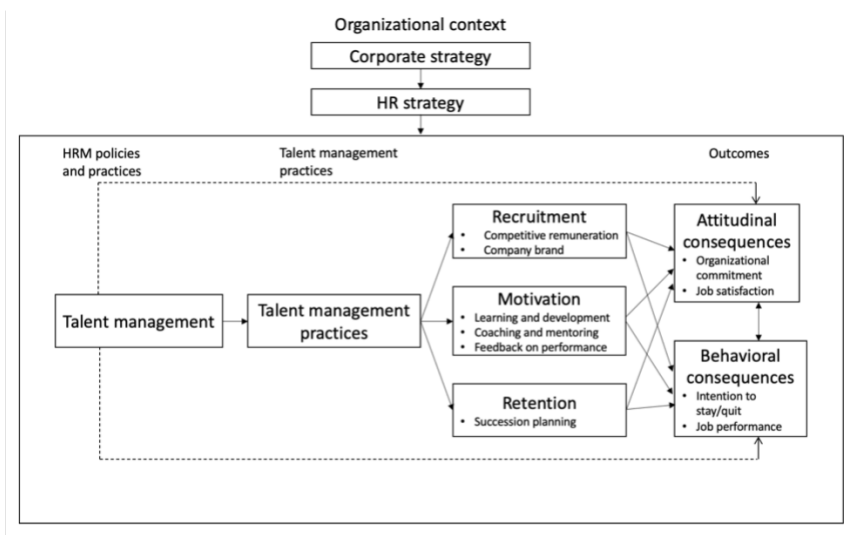 Organizational context
Corporate strategy
HR strategy
HRM policies
and practices
Talent management
practices
Outcomes
Talent management
Talent management
practices
Recruitment
• Competitive remuneration
• Company brand
Motivation
• Learning and development
• Coaching and mentoring
• Feedback on performance
Retention
• Succession planning
Attitudinal
consequences
• Organizational
commitment
• Job satisfaction
Behavioral
consequences
• Intention to
stay/quit
• Job performance